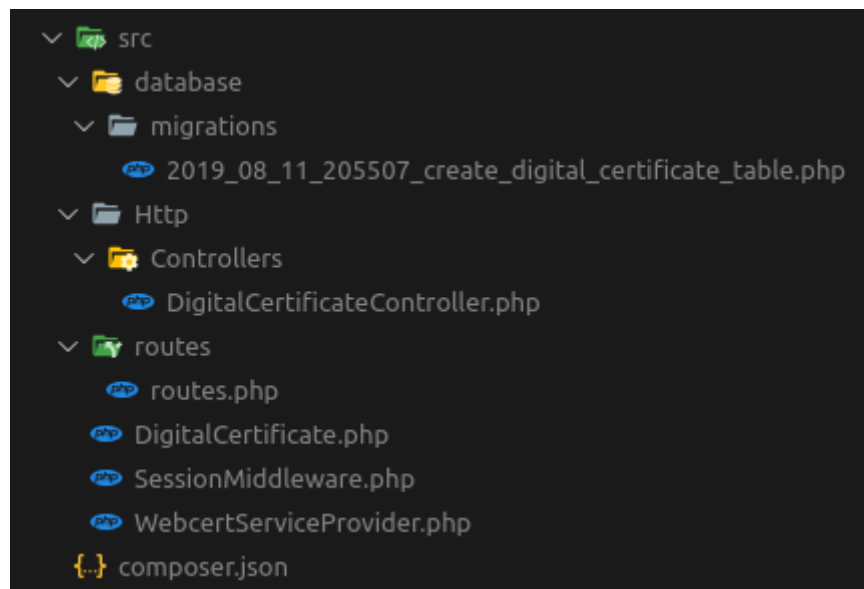 src
database
migrations
2019_08_11_205507_create_digital_certificate_table.php
Http
Controllers
DigitalCertificateController.php
routes
routes.php
DigitalCertificate.php
SessionMiddleware.php
WebcertServiceProvider.php
composer.json